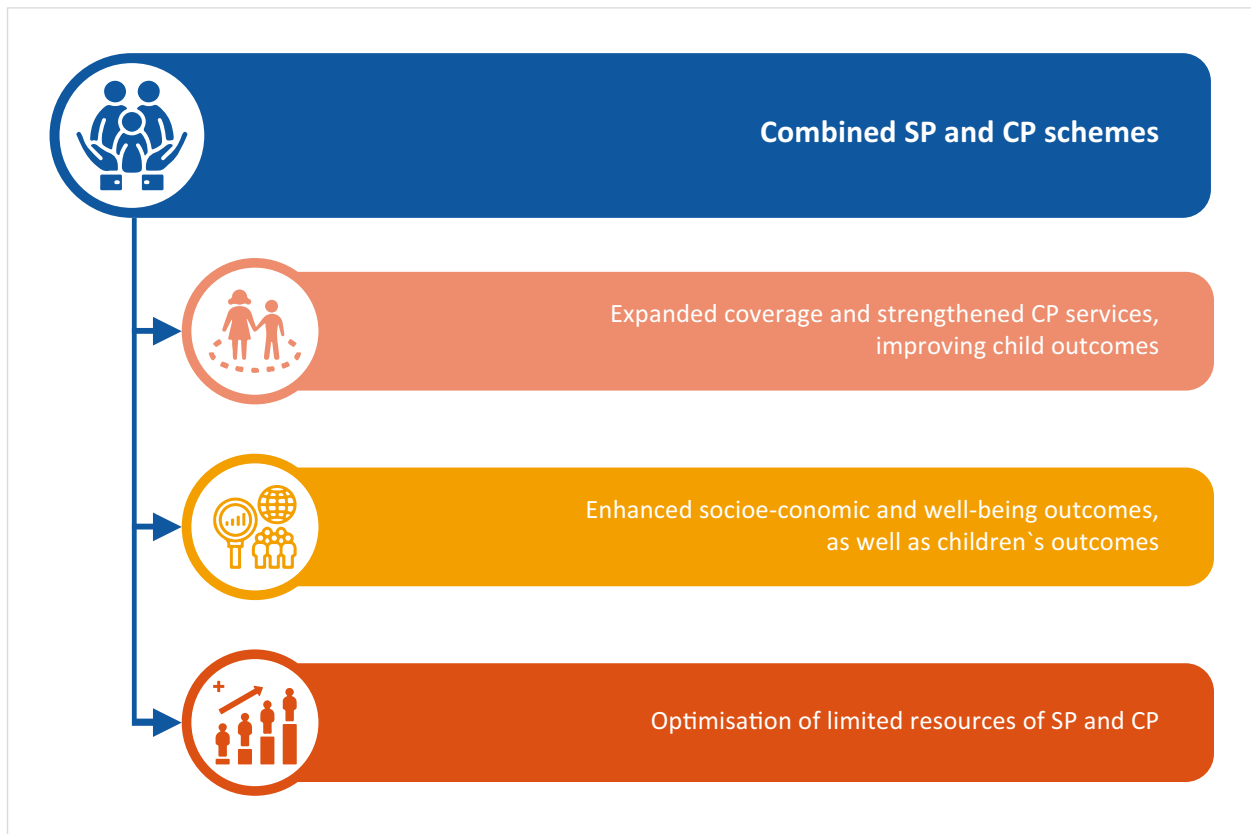 Combined SP and CP schemes
Expanded coverage and strengthened CP services,
improving child outcomes
Enhanced socioe-conomic and well-being outcomes,
as well as children`s outcomes
Optimisation of limited resources of SP and CP